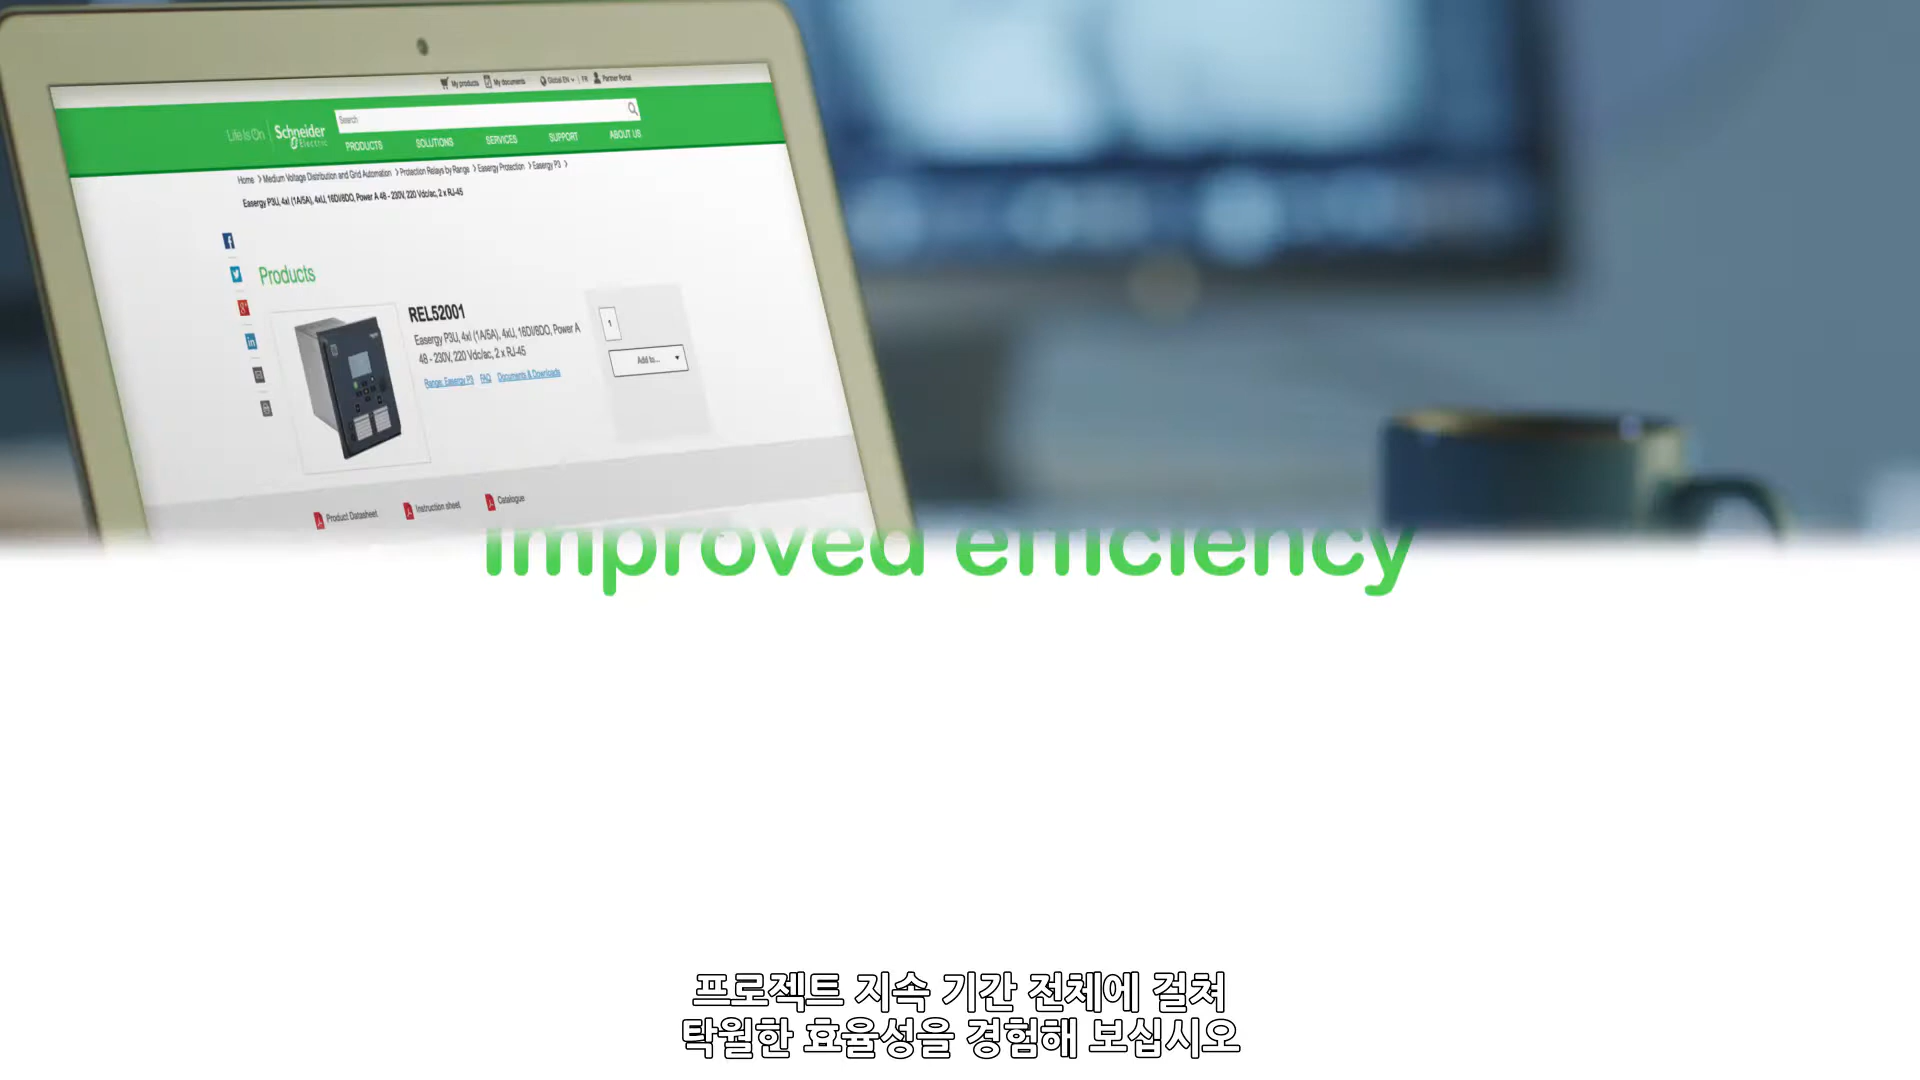 My products My documents Global EN | FR Partner Portal
Life Is On | Schneider Electric
Search
PRODUCTS SOLUTIONS SERVICES SUPPORT ABOUT US
Home > Medium Voltage Distribution and Grid Automation > Protection Relays by Range > Easergy Protection > Easergy P3 >
Easergy P3U, 4xI (1A/5A), 4xU, 16DI/8DO, Power A 48 - 230V, 220 Vdc/ac, 2 x RJ-45
Products
REL52001
Easergy P3U, 4xI (1A/5A), 4xU, 16DI/8DO, Power A
48 - 230V, 220 Vdc/ac, 2 x RJ-45
Range: Easergy P3 FAQ Documents & Downloads
1
Add to...
Product Datasheet Instruction sheet Catalogue
Improved efficiency
프로젝트 지속 기간 전체에 걸쳐
탁월한 효율성을 경험해 보십시오